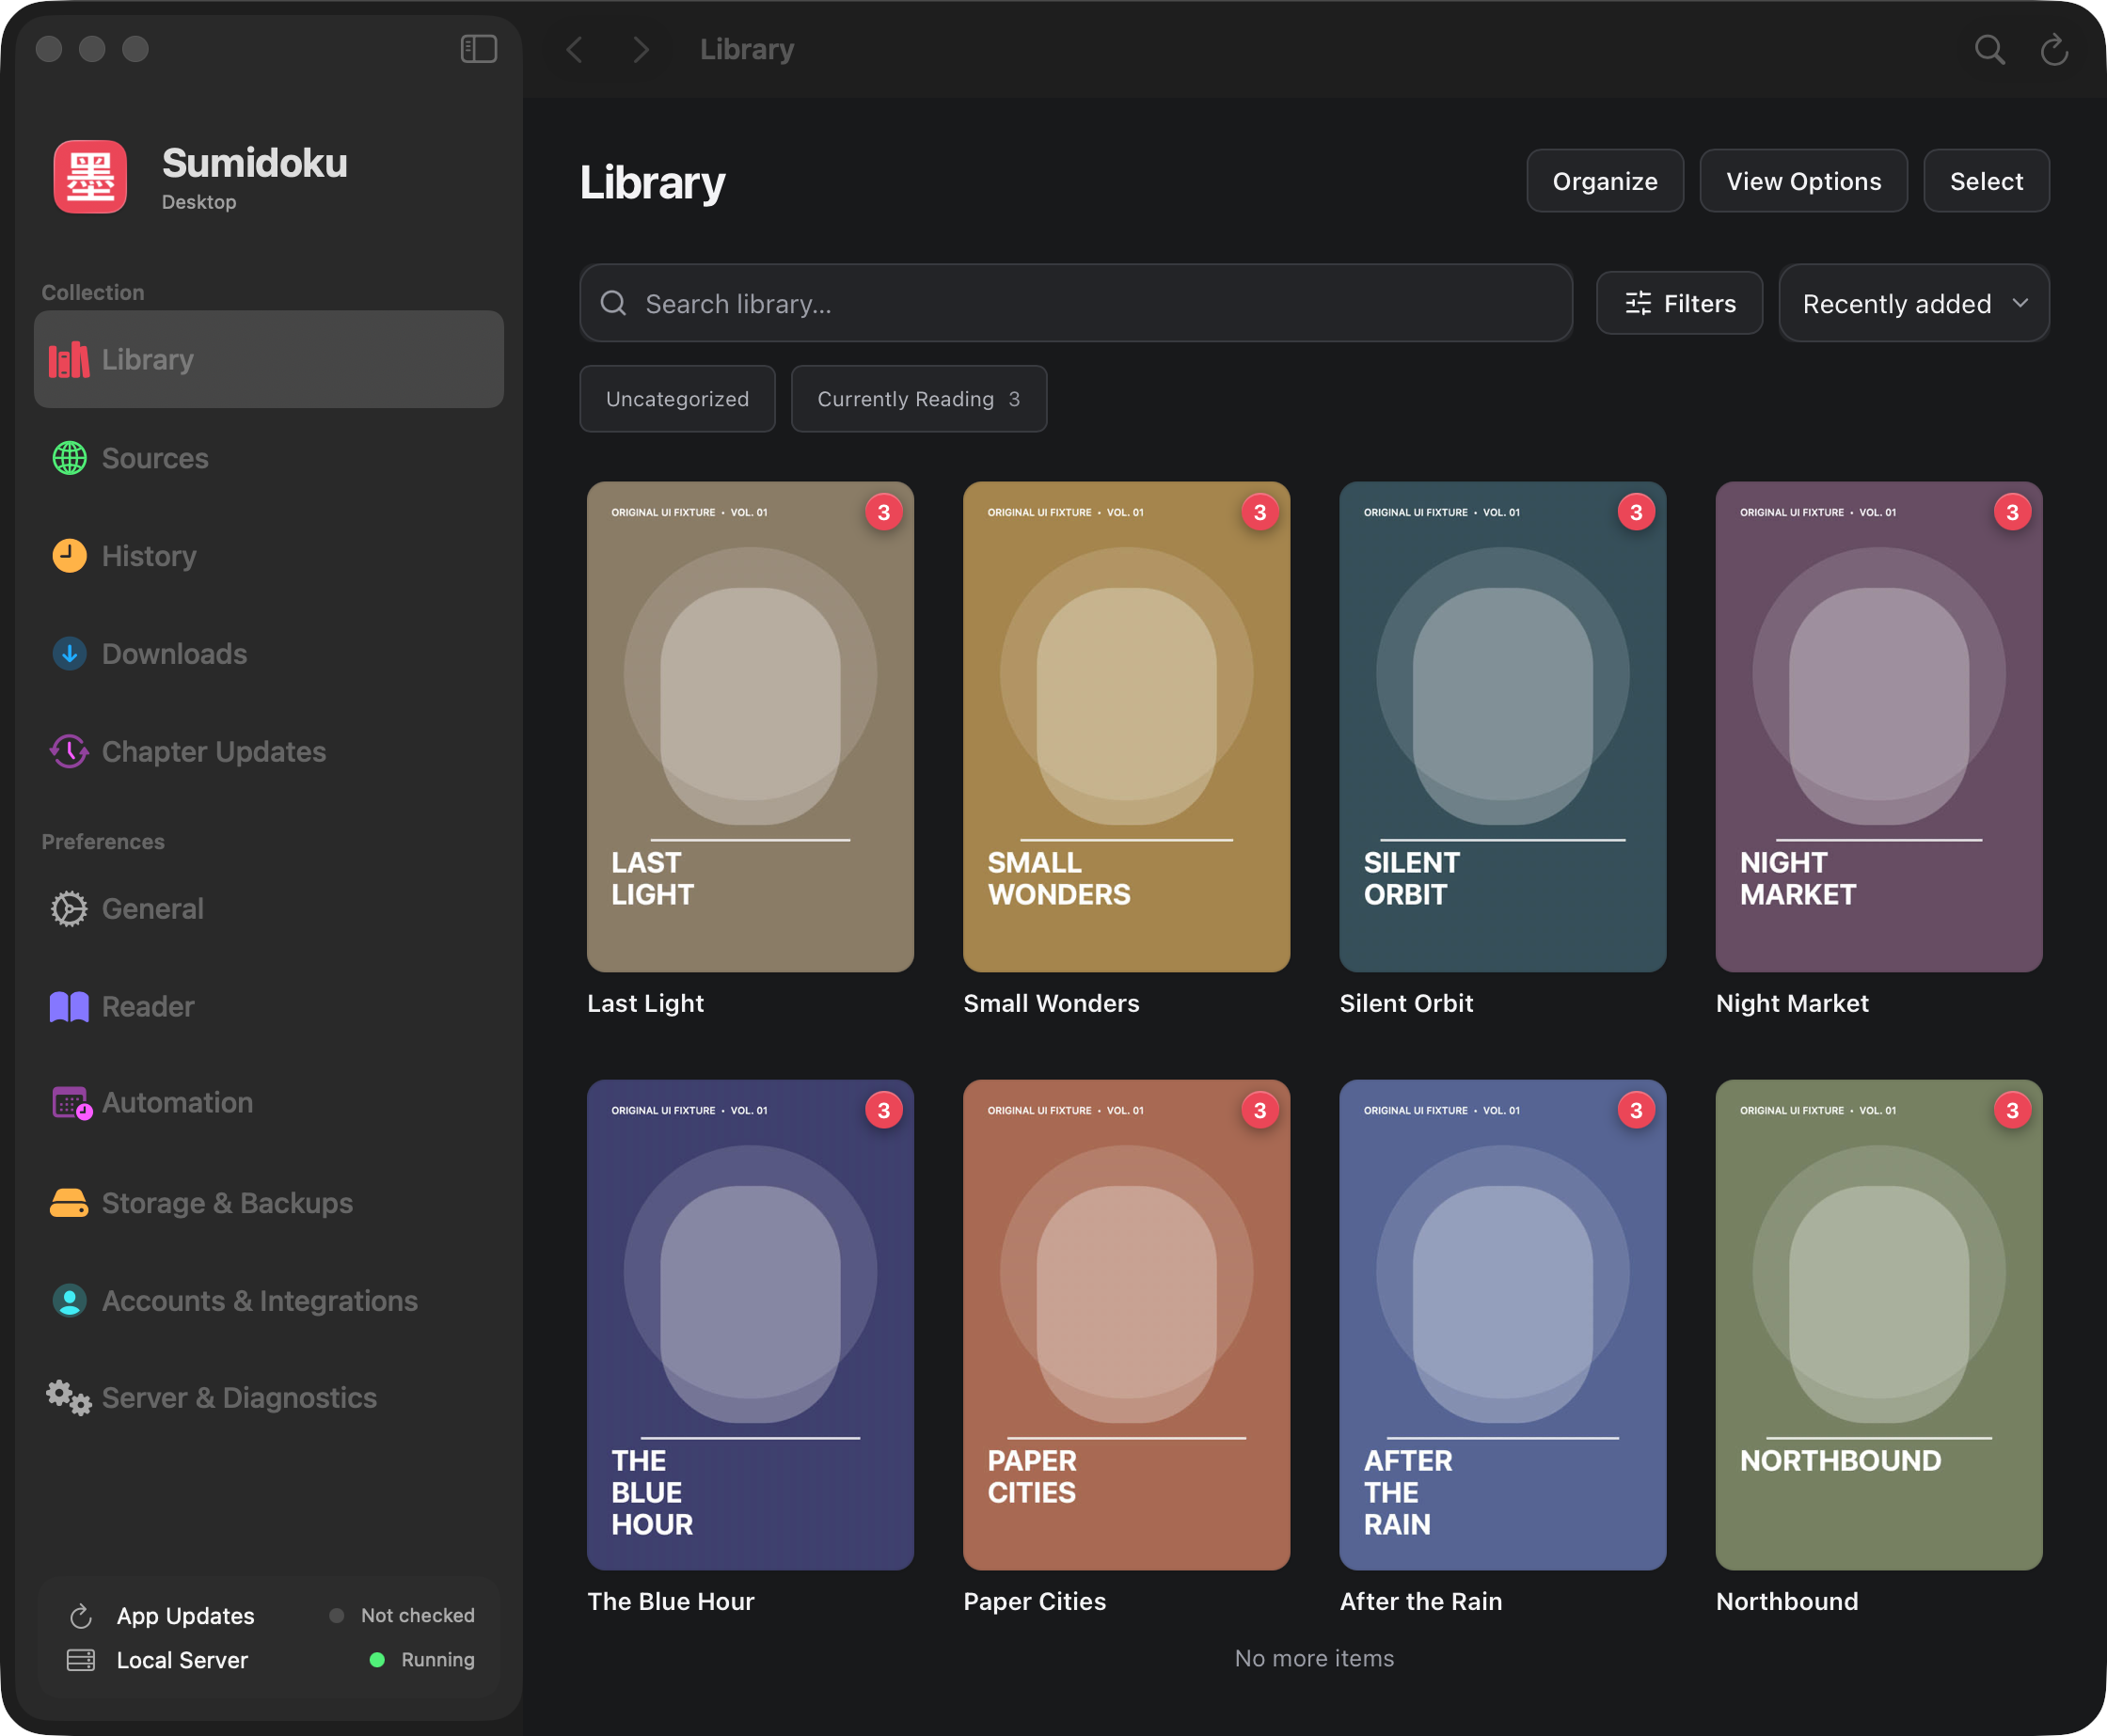 Library
墨
Sumidoku
Desktop
Collection
Library
Sources
History
Downloads
Chapter Updates
Preferences
General
Reader
Automation
Storage & Backups
Accounts & Integrations
Server & Diagnostics
App Updates Not checked
Local Server Running
Library
Organize View Options Select
Search library... Filters Recently added
Uncategorized Currently Reading 3
ORIGINAL UI FIXTURE • VOL. 01 3
LAST
LIGHT
Last Light
ORIGINAL UI FIXTURE • VOL. 01 3
SMALL
WONDERS
Small Wonders
ORIGINAL UI FIXTURE • VOL. 01 3
SILENT
ORBIT
Silent Orbit
ORIGINAL UI FIXTURE • VOL. 01 3
NIGHT
MARKET
Night Market
ORIGINAL UI FIXTURE • VOL. 01 3
THE
BLUE
HOUR
The Blue Hour
ORIGINAL UI FIXTURE • VOL. 01 3
PAPER
CITIES
Paper Cities
ORIGINAL UI FIXTURE • VOL. 01 3
AFTER
THE
RAIN
After the Rain
ORIGINAL UI FIXTURE • VOL. 01 3
NORTHBOUND
Northbound
No more items